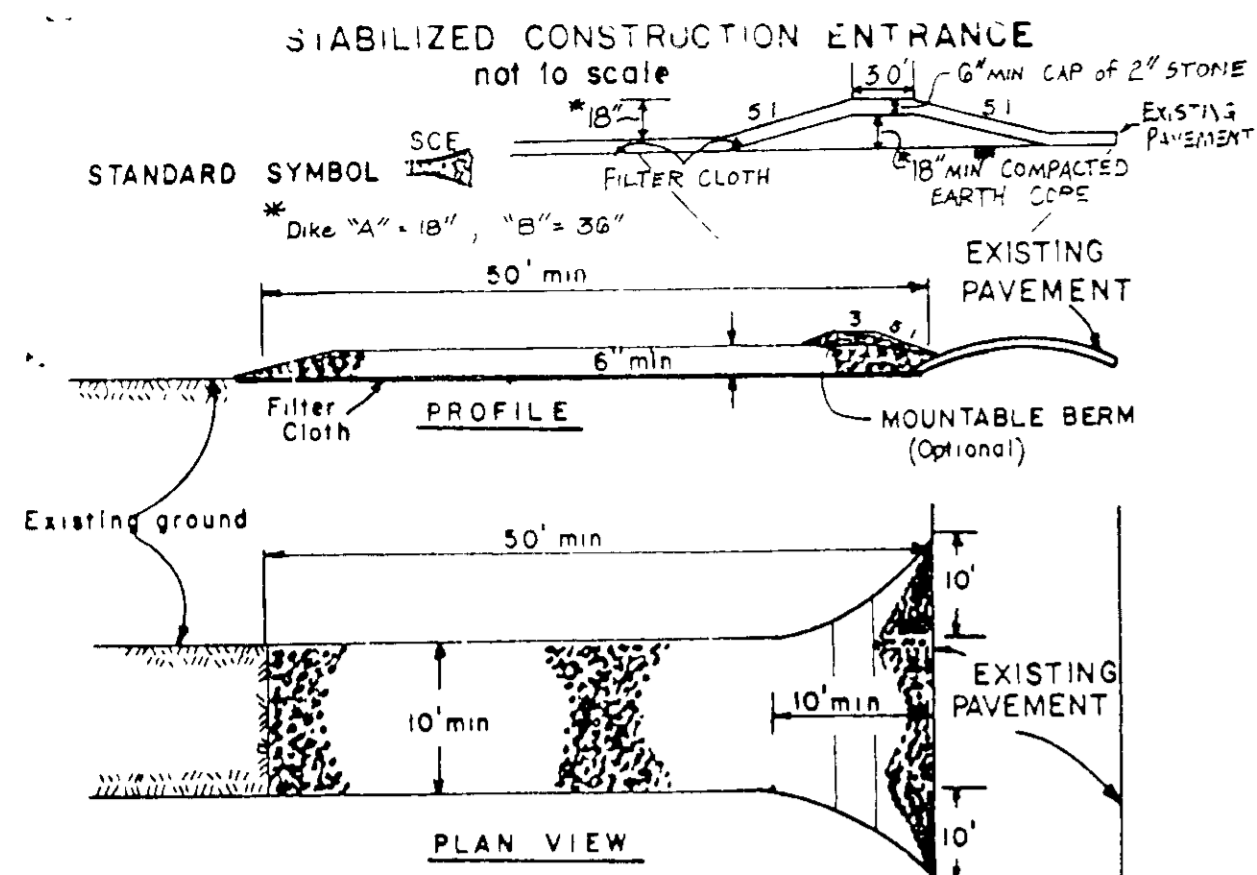 STABILIZED CONSTRUCTION ENTRANCE
not to scale
30'
6" MIN CAP of 2" STONE
*18"
5 1
5 1
EXISTING
PAVEMENT
SCE
STANDARD SYMBOL
FILTER CLOTH
*18" MIN COMPACTED
EARTH CORE
*Dike "A" = 18", "B" = 36"
EXISTING
PAVEMENT
50' min
3
5 1
6" min
Filter
Cloth
PROFILE
MOUNTABLE BERM
(Optional)
Existing ground
50' min
10'
10' min
10' min
EXISTING
PAVEMENT
10'
PLAN VIEW